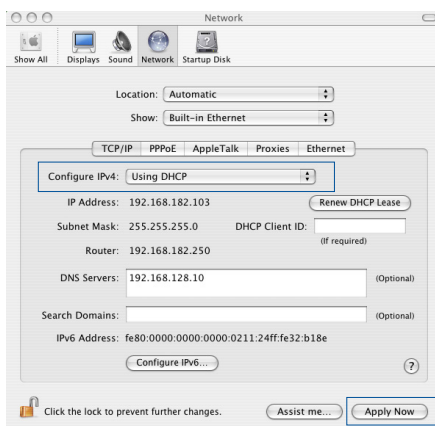 Network
Show All Displays Sound Network Startup Disk
Location: Automatic
Show: Built-in Ethernet
TCP/IP PPPoE AppleTalk Proxies Ethernet
Configure IPv4: Using DHCP
IP Address: 192.168.182.103 Renew DHCP Lease
Subnet Mask: 255.255.255.0 DHCP Client ID:
(If required)
Router: 192.168.182.250
DNS Servers: 192.168.128.10 (Optional)
Search Domains: (Optional)
IPv6 Address: fe80:0000:0000:0000:0211:24ff:fe32:b18e
Configure IPv6... ?
Click the lock to prevent further changes. Assist me... Apply Now